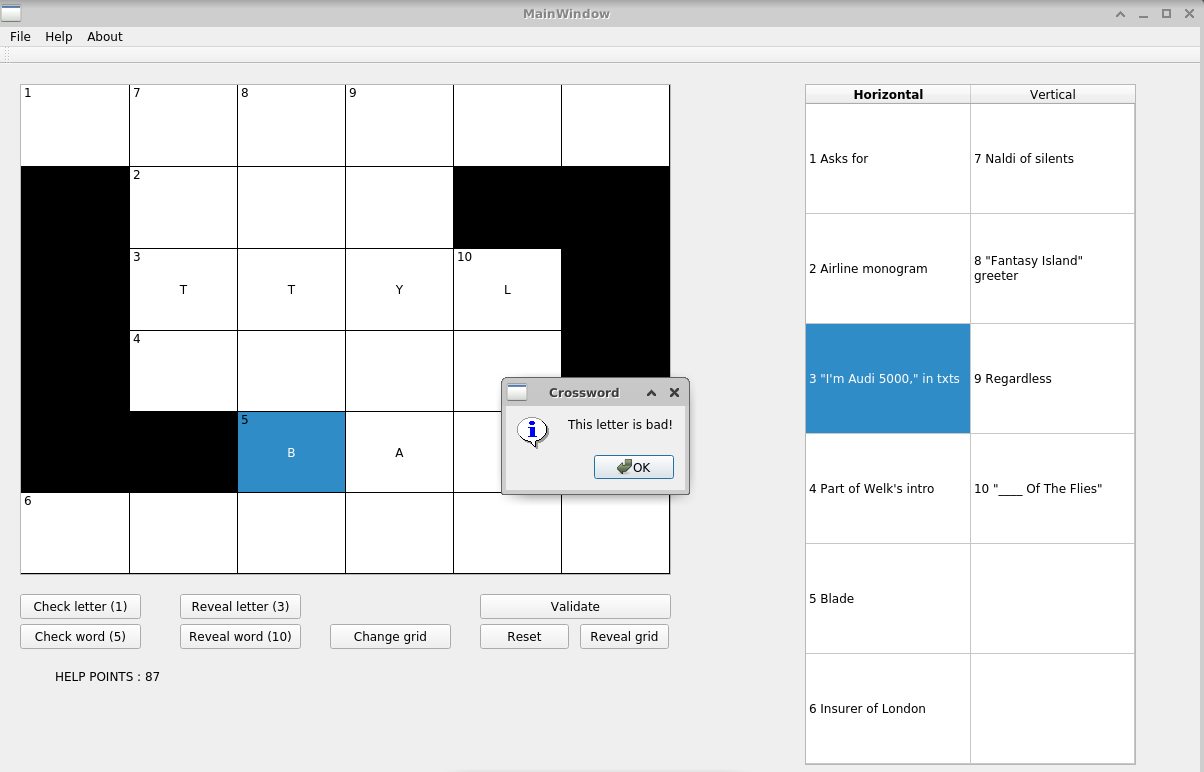 MainWindow
File Help About
1 7 8 9
2
3 10
T T Y L
4
5
B A
6
Crossword
This letter is bad!
OK
Check letter (1) Reveal letter (3) Validate
Check word (5) Reveal word (10) Change grid Reset Reveal grid
HELP POINTS : 87
Horizontal Vertical
1 Asks for 7 Naldi of silents
2 Airline monogram 8 "Fantasy Island"
greeter
3 "I'm Audi 5000," in txts 9 Regardless
4 Part of Welk's intro 10 "____ Of The Flies"
5 Blade
6 Insurer of London